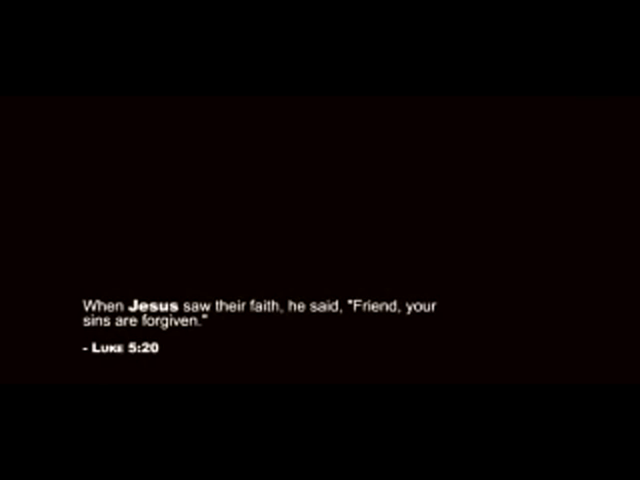 When Jesus saw their faith, he said, "Friend, your
sins are forgiven."
- Luke 5:20